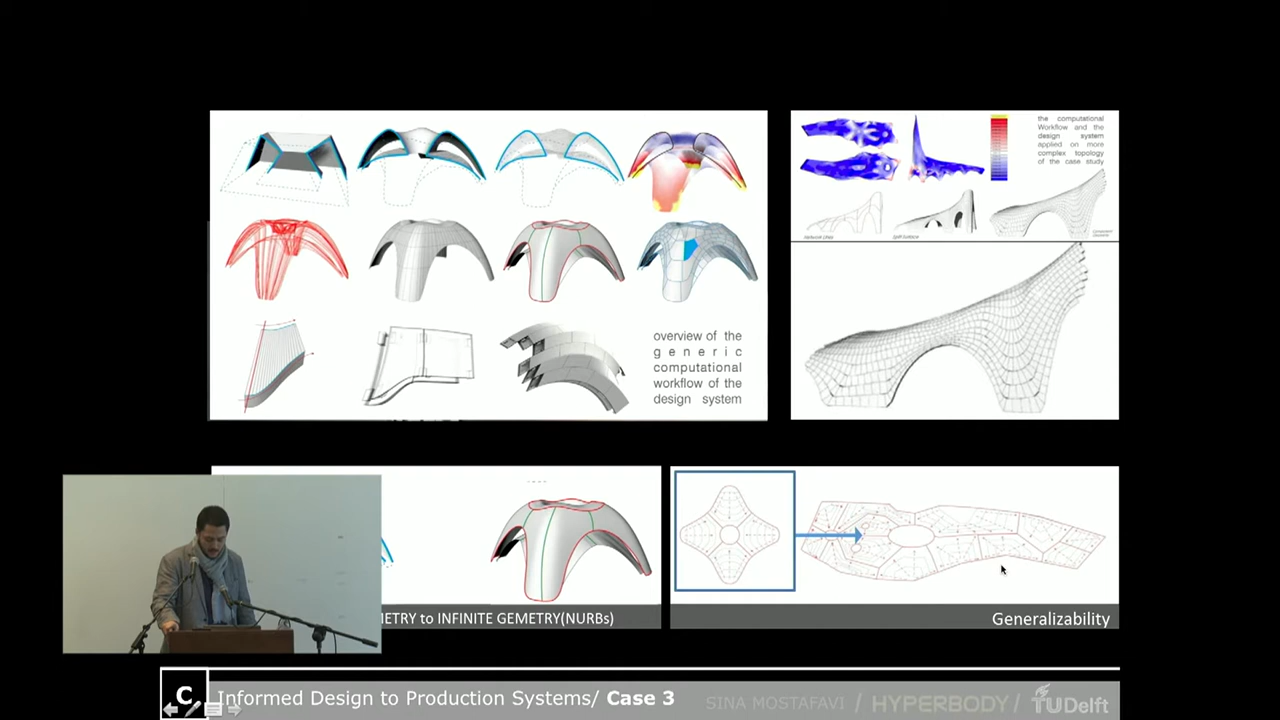 overview of the
generic
computational
workflow of the
design system
the computational
Workflow and the
design system
applied on more
complex topology
of the case study
METRY to INFINITE GEMETRY(NURBs)
Generalizability
C
Informed Design to Production Systems/ Case 3
SINA MOSTAFAVI / HYPERBODY / TUDelft